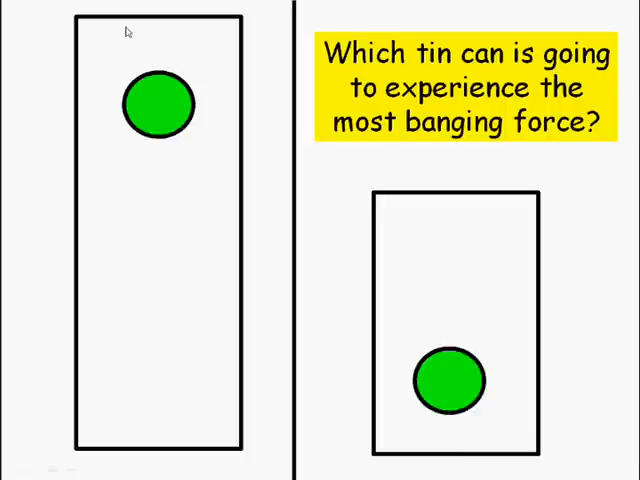 Which tin can is going
to experience the
most banging force?